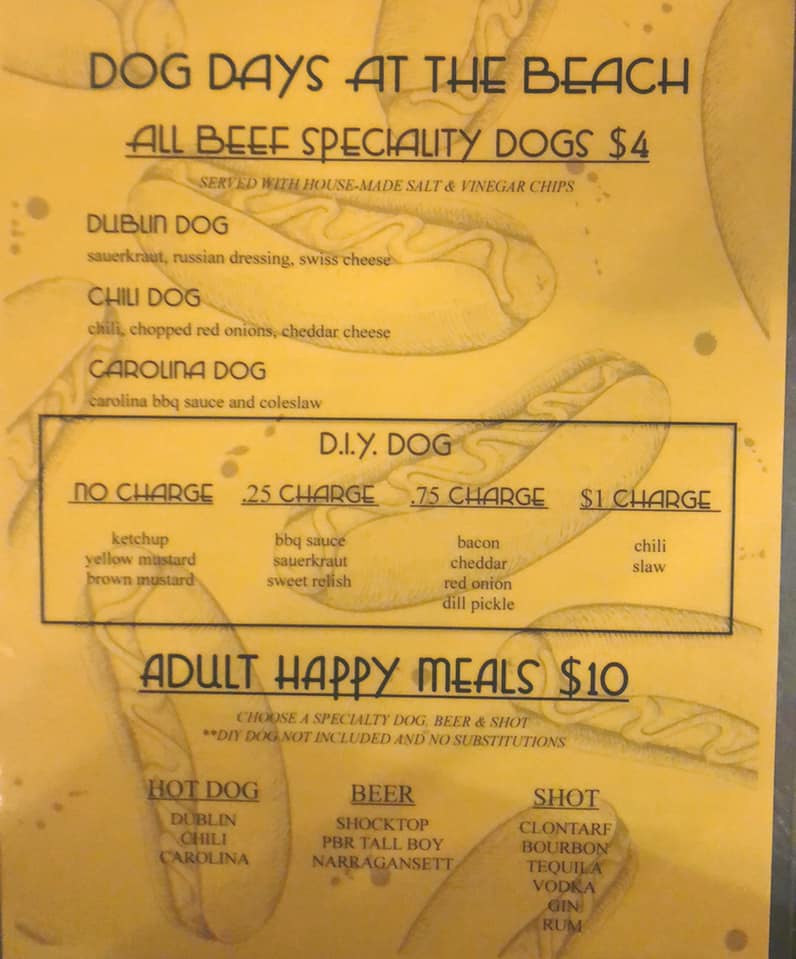 DOG DAYS AT THE BEACH
ALL BEEF SPECIALITY DOGS $4
SERVED WITH HOUSE-MADE SALT & VINEGAR CHIPS
DUBLIN DOG
sauerkraut, russian dressing, swiss cheese
CHILI DOG
chili, chopped red onions, cheddar cheese
CAROLINA DOG
carolina bbq sauce and coleslaw
D.I.Y. DOG
NO CHARGE .25 CHARGE .75 CHARGE $1 CHARGE
ketchup bbq sauce bacon chili
yellow mustard sauerkraut cheddar slaw
brown mustard sweet relish red onion
dill pickle
ADULT HAPPY MEALS $10
CHOOSE A SPECIALTY DOG, BEER & SHOT
**DIY DOG NOT INCLUDED AND NO SUBSTITUTIONS
HOT DOG BEER SHOT
DUBLIN SHOCKTOP CLONTARF
CHILI PBR TALL BOY BOURBON
CAROLINA NARRAGANSETT TEQUILA
VODKA
GIN
RUM